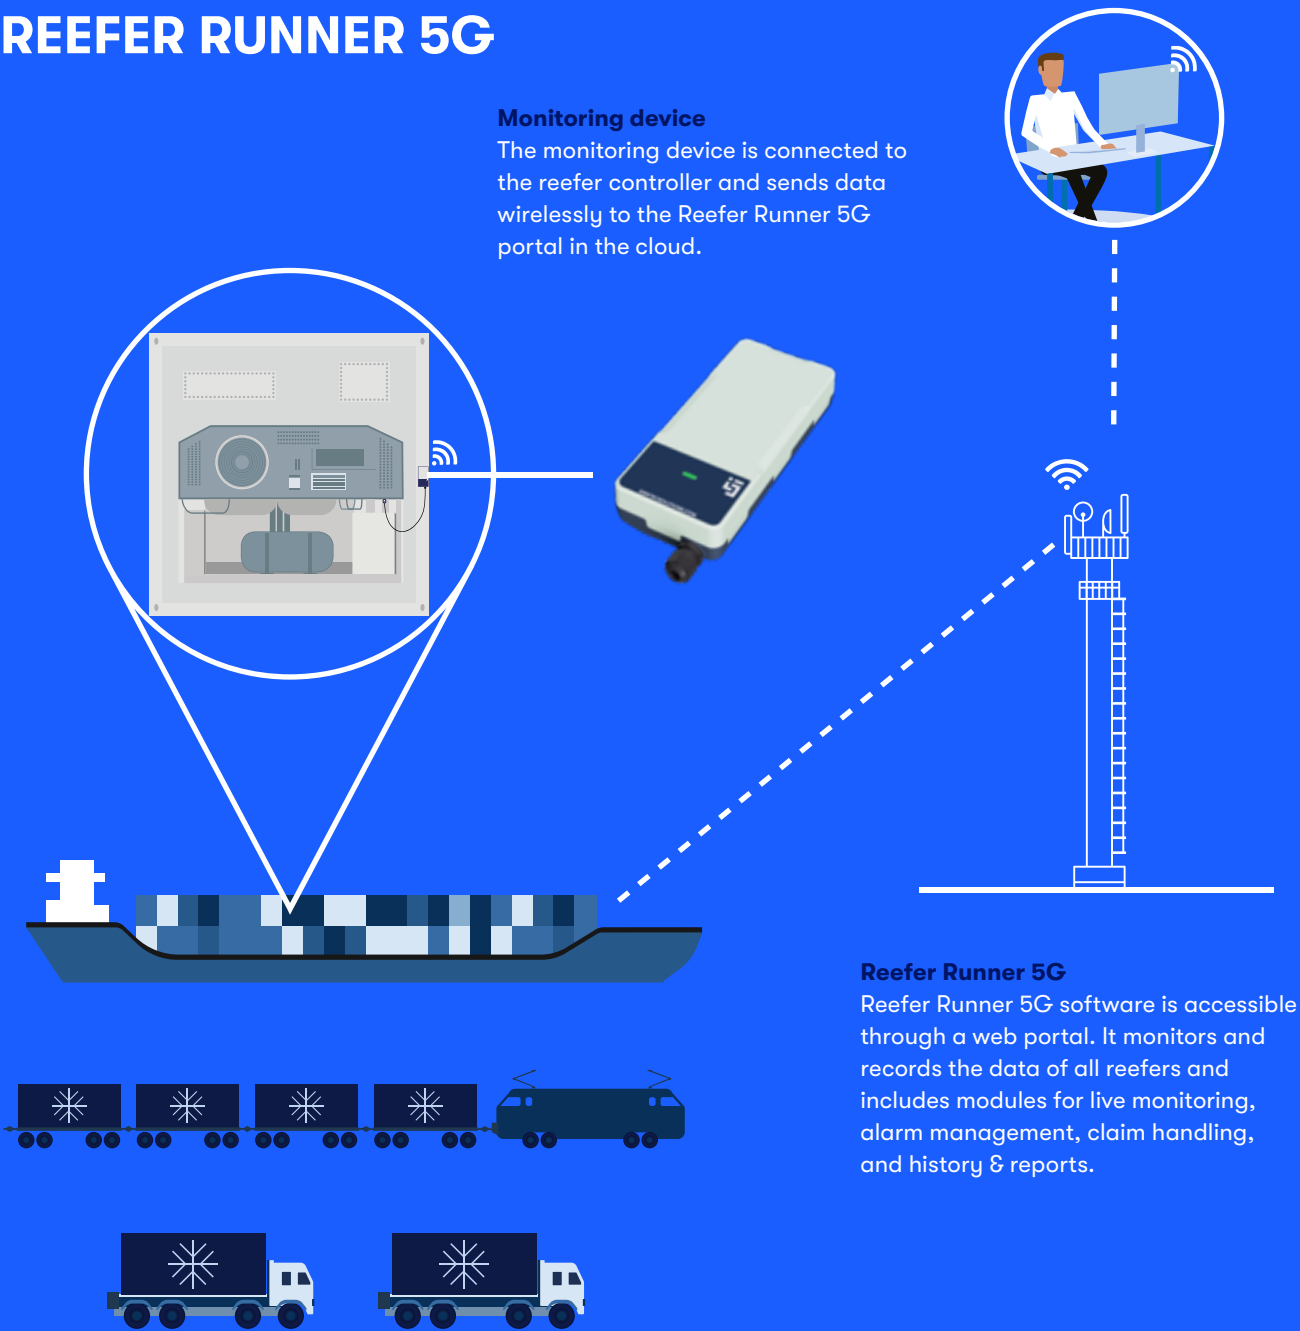 REEFER RUNNER 5G
Monitoring device
The monitoring device is connected to
the reefer controller and sends data
wirelessly to the Reefer Runner 5G
portal in the cloud.
Reefer Runner 5G
Reefer Runner 5G software is accessible
through a web portal. It monitors and
records the data of all reefers and
includes modules for live monitoring,
alarm management, claim handling,
and history & reports.